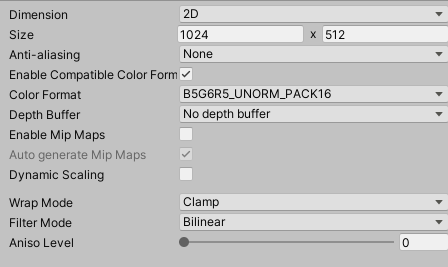 Dimension 2D
Size 1024 x 512
Anti-aliasing None
Enable Compatible Color Form
Color Format B5G6R5_UNORM_PACK16
Depth Buffer No depth buffer
Enable Mip Maps
Auto generate Mip Maps
Dynamic Scaling
Wrap Mode Clamp
Filter Mode Bilinear
Aniso Level 0